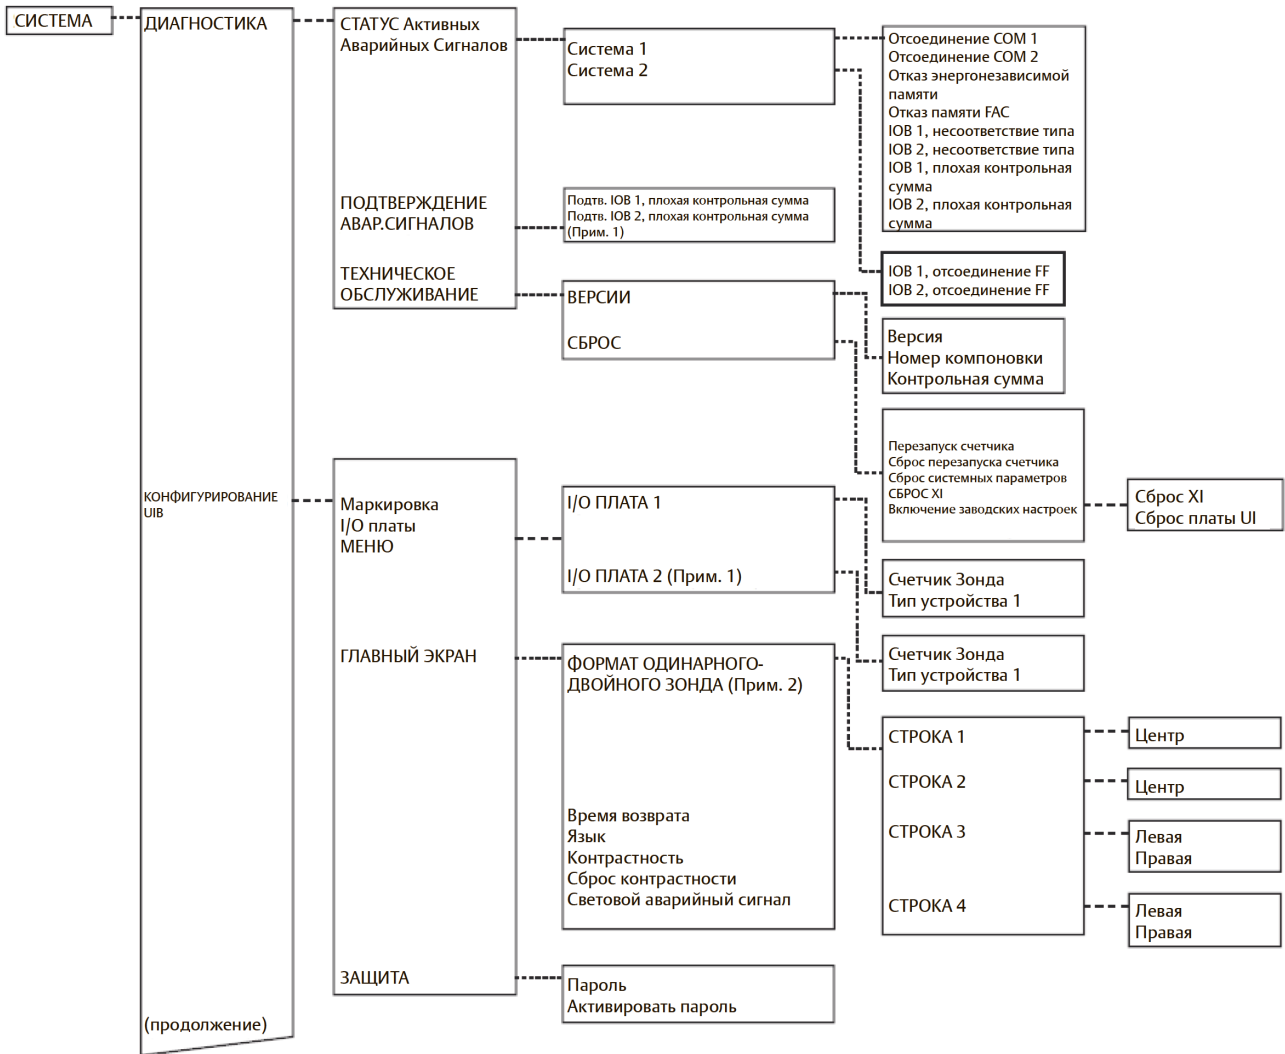 СИСТЕМА
ДИАГНОСТИКА
СТАТУС Активных
Аварийных Сигналов
Система 1
Система 2
Отсоединение COM 1
Отсоединение COM 2
Отказ энергонезависимой
памяти
Отказ памяти FAC
IOB 1, несоответствие типа
IOB 2, несоответствие типа
IOB 1, плохая контрольная
сумма
IOB 2, плохая контрольная
сумма
IOB 1, отсоединение FF
IOB 2, отсоединение FF
ПОДТВЕРЖДЕНИЕ
АВАР.СИГНАЛОВ
Подтв. IOB 1, плохая контрольная сумма
Подтв. IOB 2, плохая контрольная сумма
(Прим. 1)
ТЕХНИЧЕСКОЕ
ОБСЛУЖИВАНИЕ
ВЕРСИИ
СБРОС
Версия
Номер компоновки
Контрольная сумма
Перезапуск счетчика
Сброс перезапуска счетчика
Сброс системных параметров
СБРОС XI
Включение заводских настроек
Сброс XI
Сброс платы UI
КОНФИГУРИРОВАНИЕ
UIB
Маркировка
I/O платы
МЕНЮ
I/O ПЛАТА 1
I/O ПЛАТА 2 (Прим. 1)
Счетчик Зонда
Тип устройства 1
Счетчик Зонда
Тип устройства 1
ГЛАВНЫЙ ЭКРАН
ФОРМАТ ОДИНАРНОГО-
ДВОЙНОГО ЗОНДА (Прим. 2)
Время возврата
Язык
Контрастность
Сброс контрастности
Световой аварийный сигнал
СТРОКА 1
Центр
СТРОКА 2
Центр
СТРОКА 3
Левая
Правая
СТРОКА 4
Левая
Правая
ЗАЩИТА
Пароль
Активировать пароль
(продолжение)